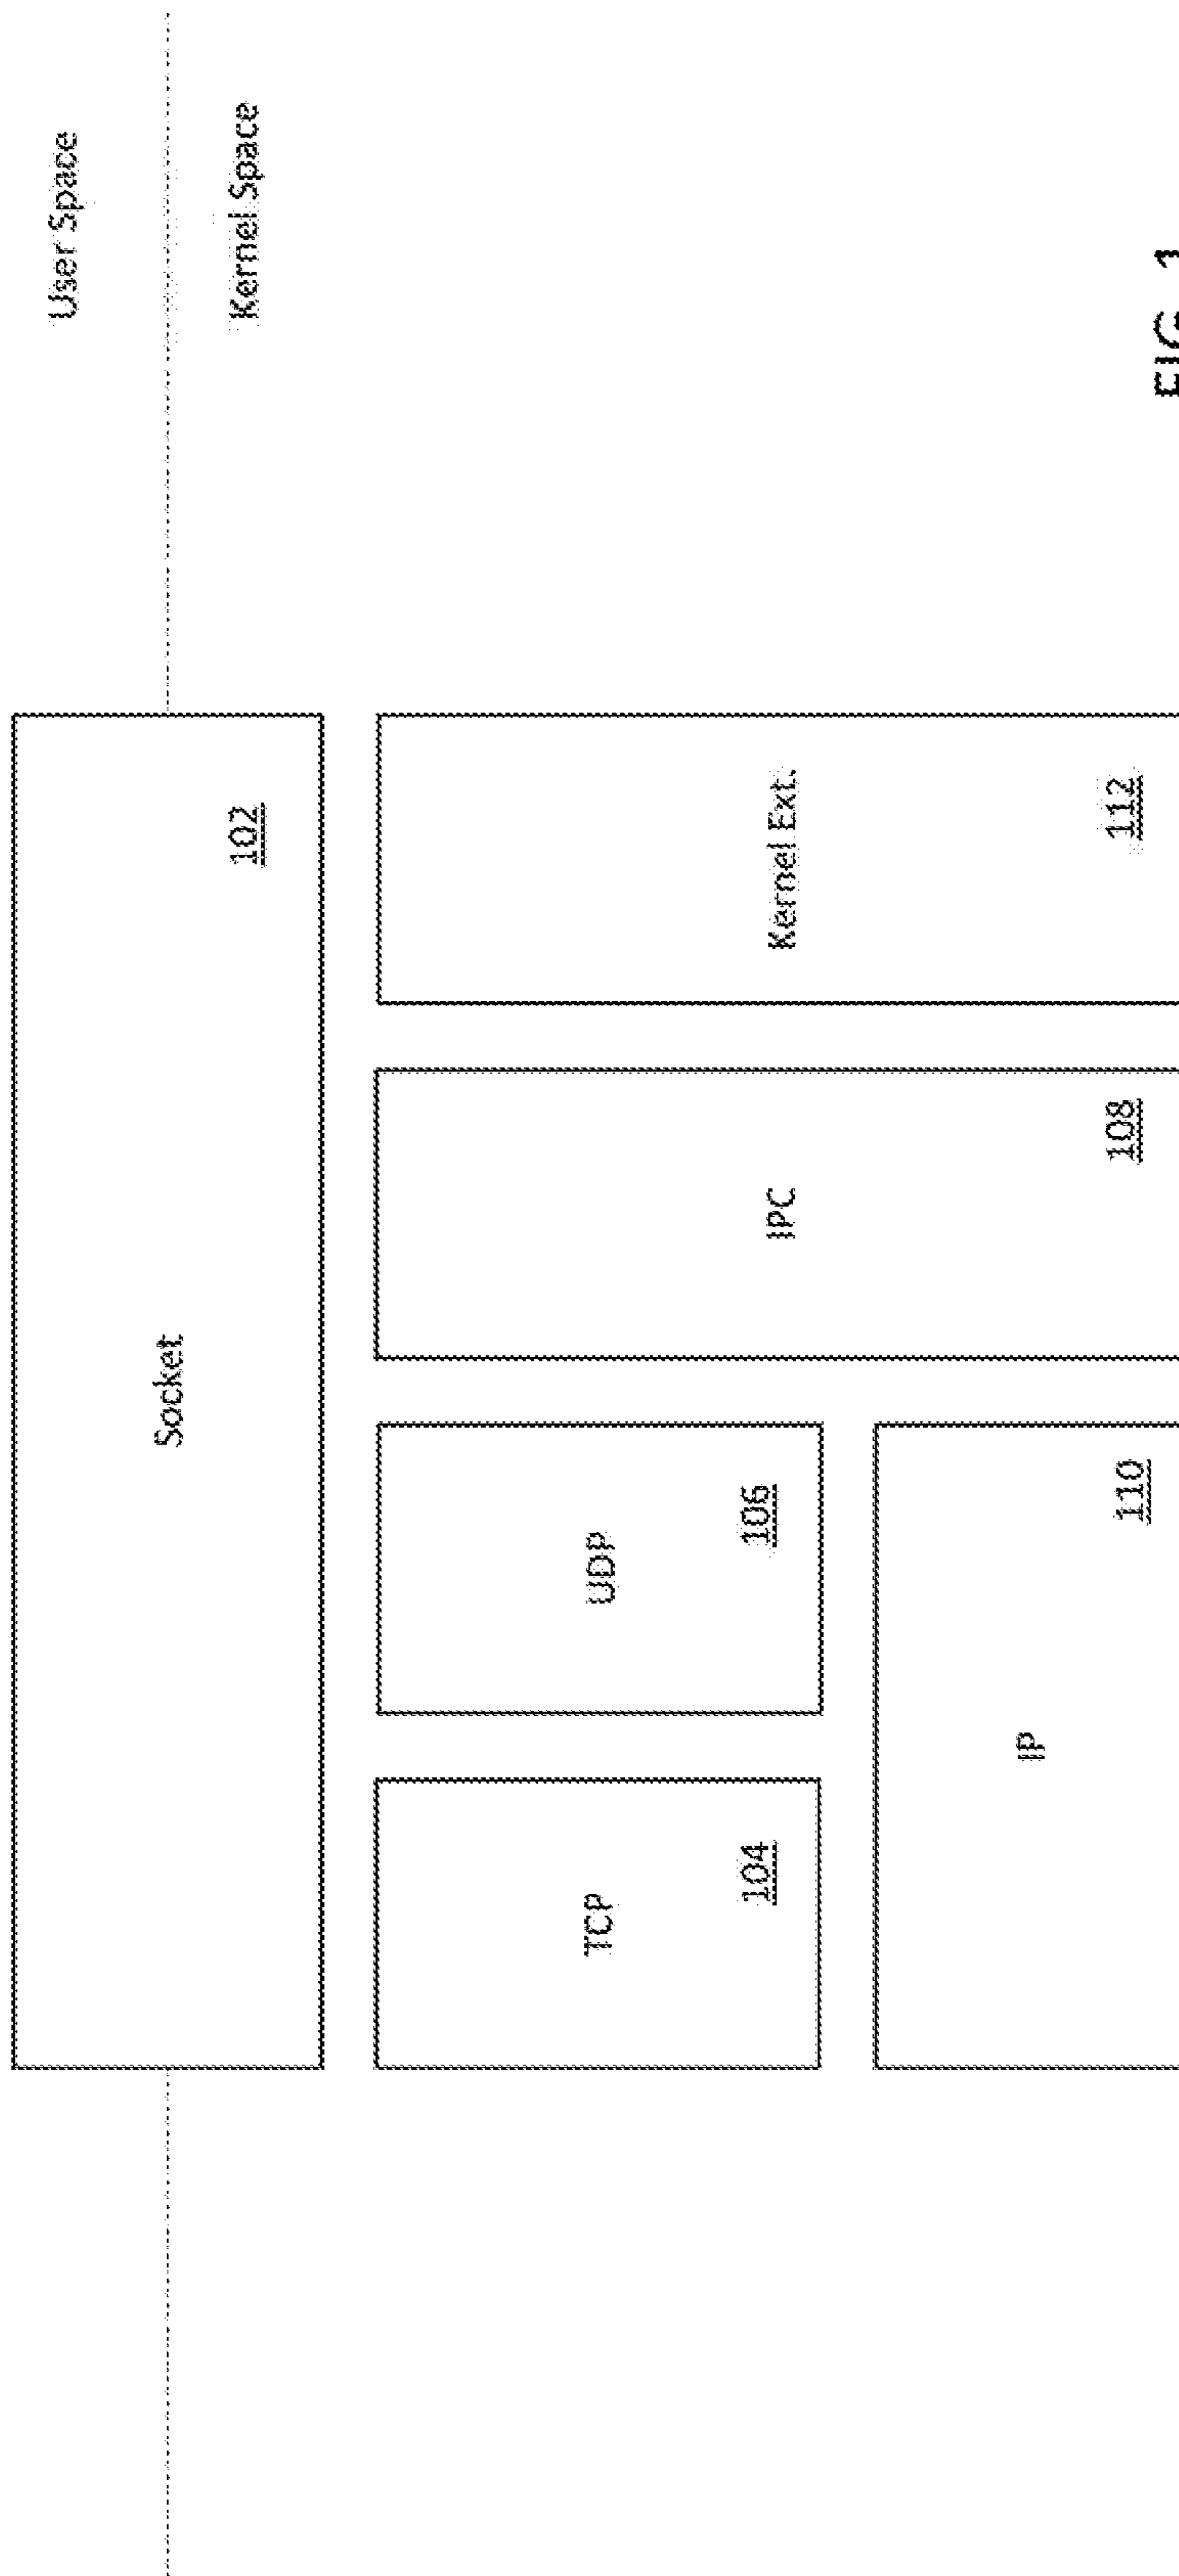 User Space
Socket
102
Kernel Space
TCP
104
UDP
106
IPC
108
Kernel Ext.
112
IP
110
FIG. 1